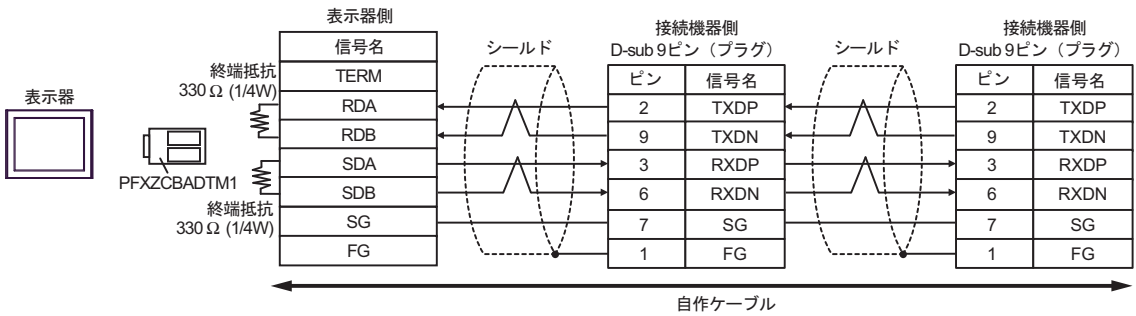 表示器
PFXZCBADTM1
終端抵抗
330 Ω (1/4W)
終端抵抗
330 Ω (1/4W)
表示器側
信号名
TERM
RDA
RDB
SDA
SDB
SG
FG
シールド
接続機器側
D-sub 9ピン（プラグ）
ピン 信号名
2 TXDP
9 TXDN
3 RXDP
6 RXDN
7 SG
1 FG
シールド
接続機器側
D-sub 9ピン（プラグ）
ピン 信号名
2 TXDP
9 TXDN
3 RXDP
6 RXDN
7 SG
1 FG
自作ケーブル